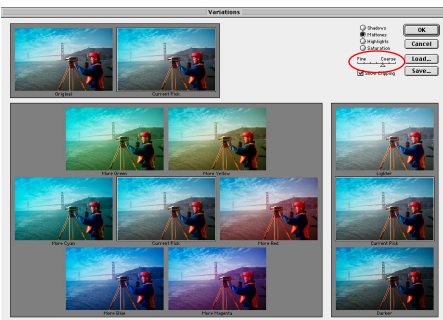 Variations
Original
Current Pick
Shadows
Midtones
Highlights
Saturation
Fine
Coarse
Show Clipping
OK
Cancel
Load...
Save...
More Green
More Yellow
More Cyan
Current Pick
More Red
More Blue
More Magenta
Lighter
Current Pick
Darker